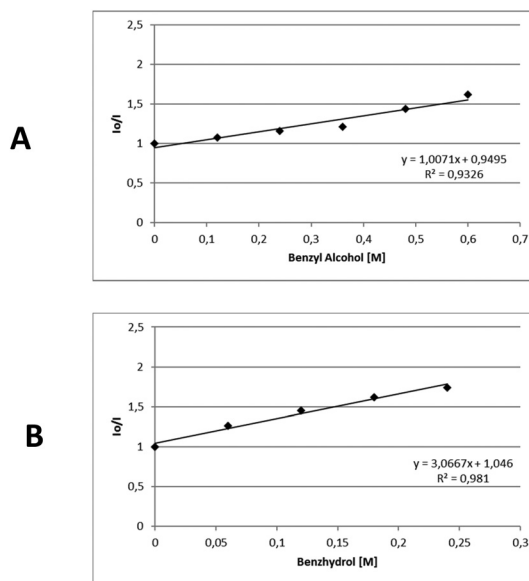 A
2,5
2
1,5
1
0,5
0
Io/I
y = 1,0071x + 0,9495
R² = 0,9326
0 0,1 0,2 0,3 0,4 0,5 0,6 0,7
Benzyl Alcohol [M]
B
2,5
2
1,5
1
0,5
0
Io/I
y = 3,0667x + 1,046
R² = 0,981
0 0,05 0,1 0,15 0,2 0,25 0,3
Benzhydrol [M]